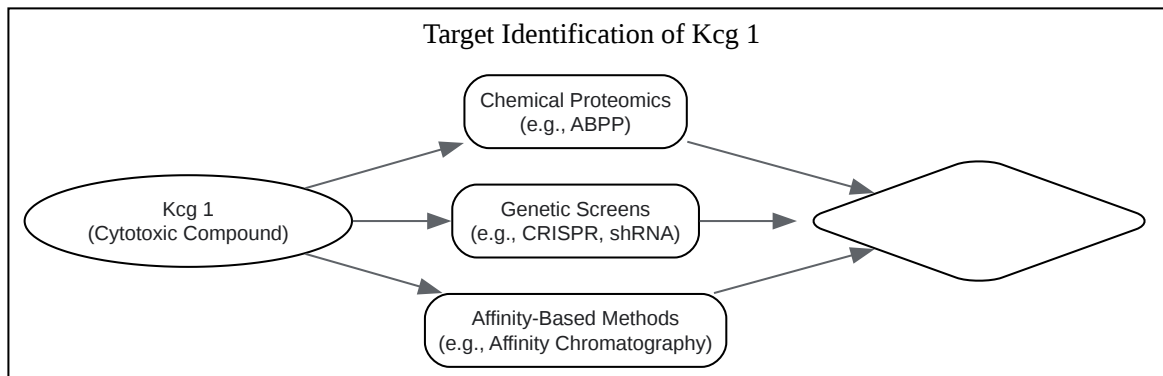 Target Identification of Kcg 1
Chemical Proteomics
(e.g., ABPP)
Kcg 1
(Cytotoxic Compound)
Genetic Screens
(e.g., CRISPR, shRNA)
Affinity-Based Methods
(e.g., Affinity Chromatography)